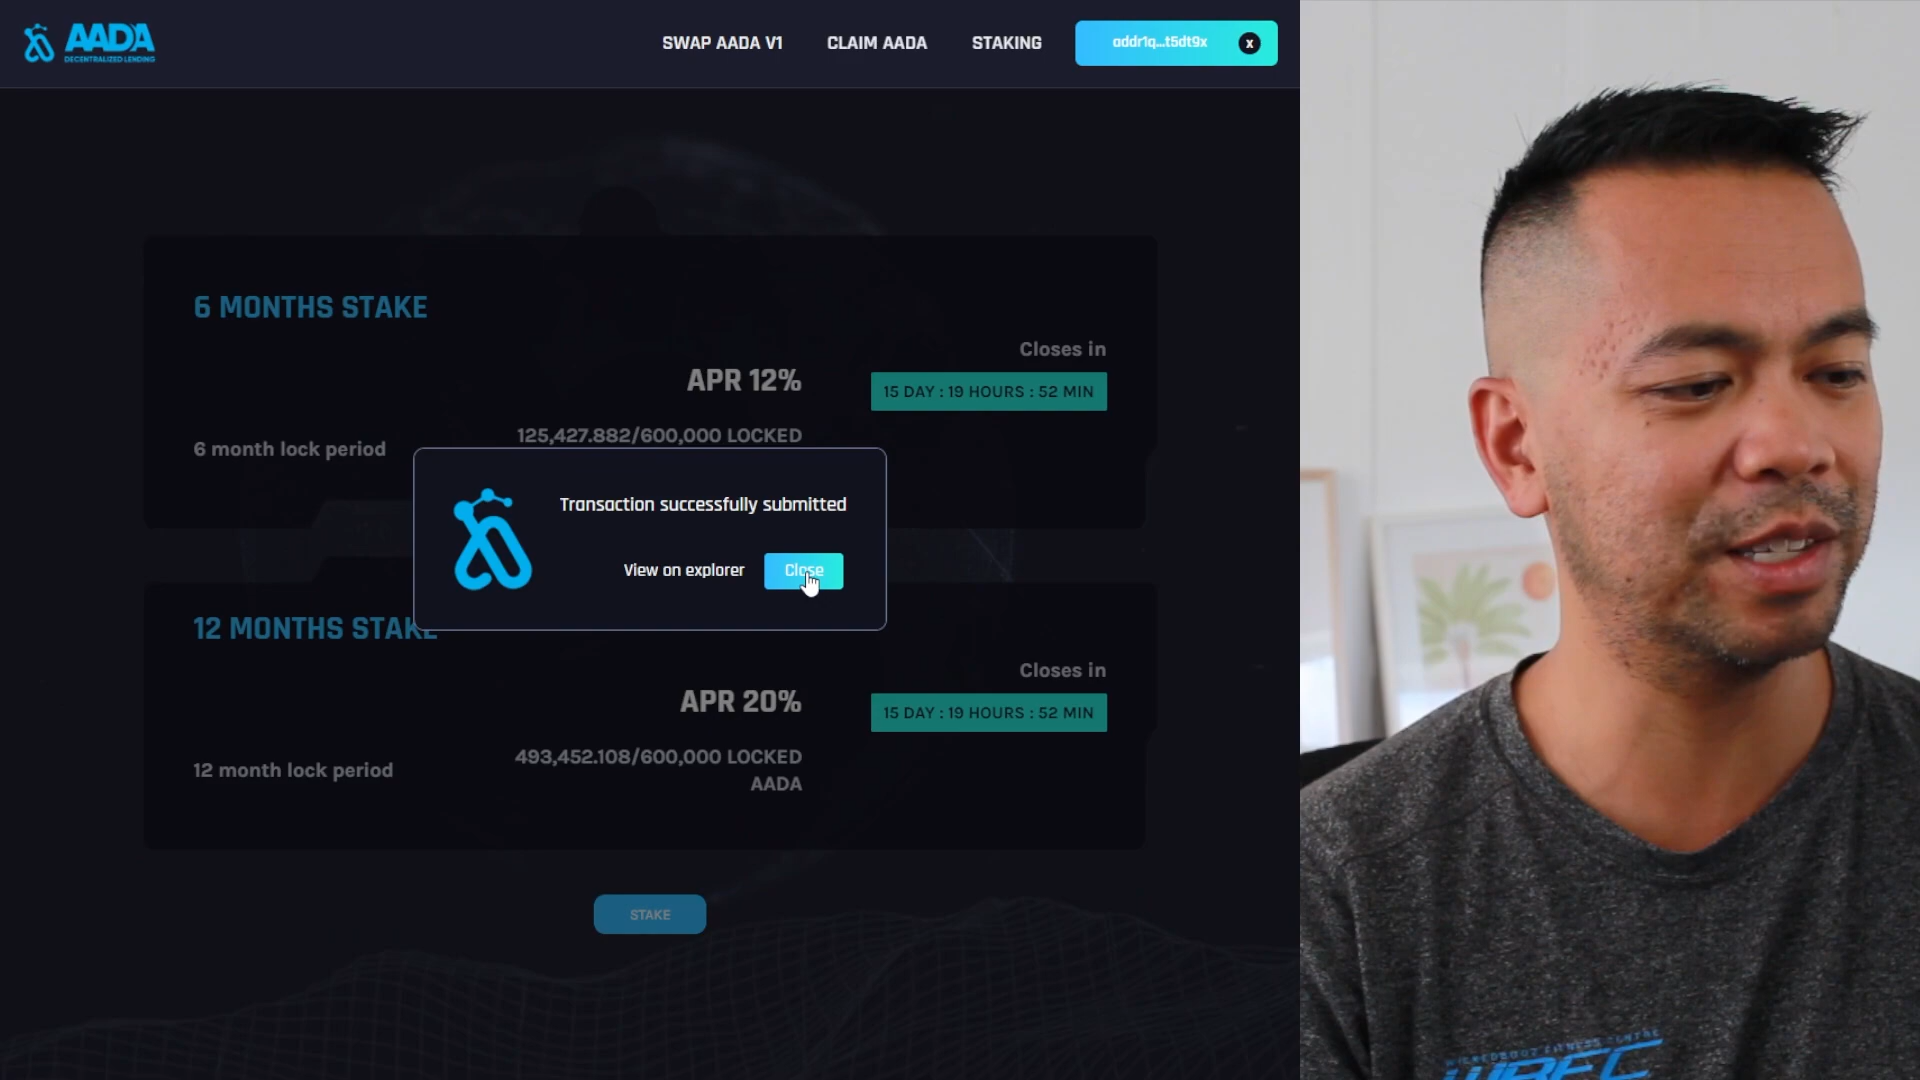 AADA
DECENTRALIZED LENDING
SWAP AADA V1
CLAIM AADA
STAKING
addr1q...t5dt9x
x
6 MONTHS STAKE
Closes in
APR 12%
15 DAY : 19 HOURS : 52 MIN
125,427.882/600,000 LOCKED
6 month lock period
Transaction successfully submitted
View on explorer
Close
12 MONTHS STAKE
Closes in
APR 20%
15 DAY : 19 HOURS : 52 MIN
493,452.108/600,000 LOCKED
12 month lock period
AADA
STAKE